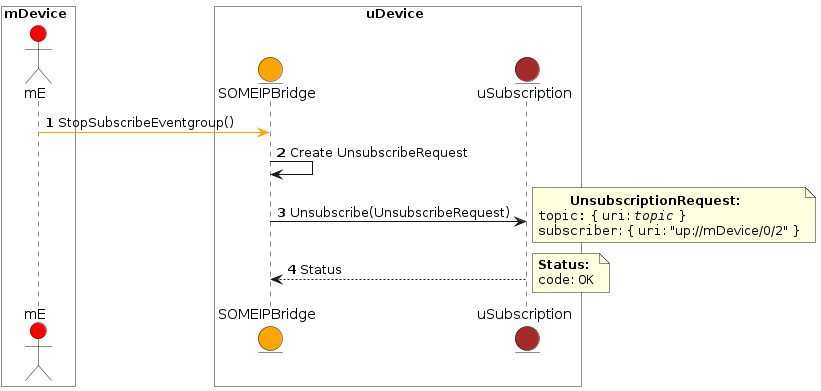 mDevice
uDevice
mE
SOMEIPBridge
uSubscription
1 StopSubscribeEventgroup()
2 Create UnsubscribeRequest
3 Unsubscribe(UnsubscribeRequest)
UnsubscriptionRequest:
topic: { uri: topic }
subscriber: { uri: "up://mDevice/0/2" }
4 Status
Status:
code: OK
mE
SOMEIPBridge
uSubscription